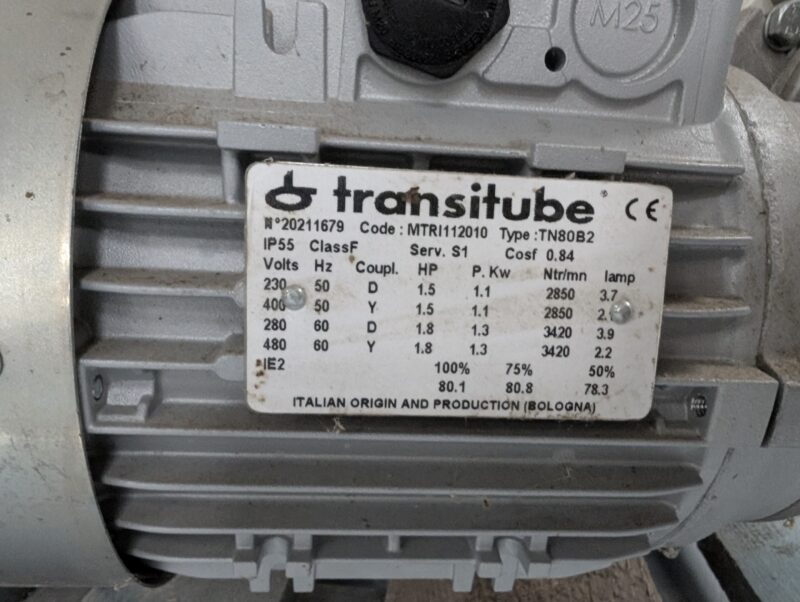 M25
transitube CE
N°20211679 Code : MTRI112010 Type :TN80B2
IP55 ClassF Serv. S1 Cosf 0,84
Volts Hz Coupl. HP P. Kw Ntr/mn Iamp
230 50 D 1.5 1.1 2850 3.7
400 50 Y 1.5 1.1 2850
280 60 D 1.8 1.3 3420 3.9
480 60 Y 1.8 1.3 3420 2.2
IE2 100% 75% 50%
80.1 80.8 78.3
ITALIAN ORIGIN AND PRODUCTION (BOLOGNA)